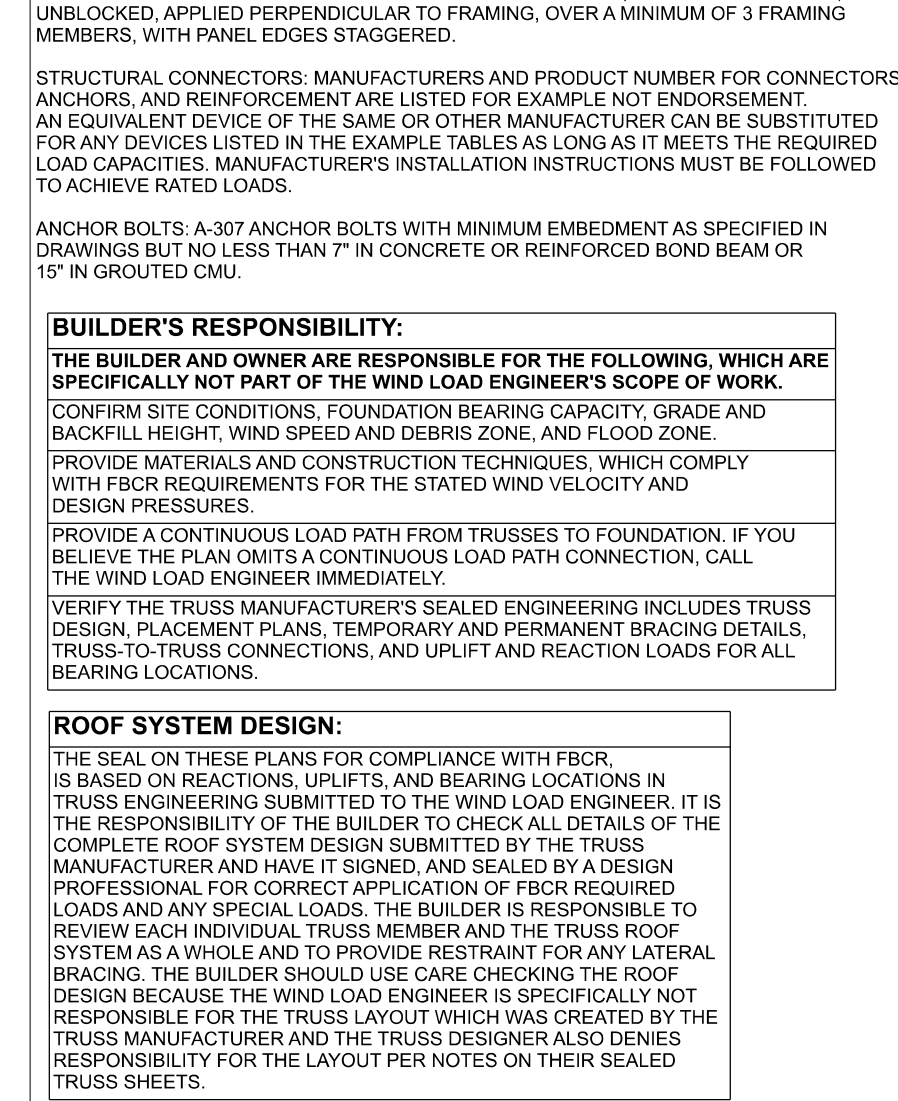 UNBLOCKED, APPLIED PERPENDICULAR TO FRAMING, OVER A MINIMUM OF 3 FRAMING
MEMBERS, WITH PANEL EDGES STAGGERED.
STRUCTURAL CONNECTORS: MANUFACTURERS AND PRODUCT NUMBER FOR CONNECTORS
ANCHORS, AND REINFORCEMENT ARE LISTED FOR EXAMPLE NOT ENDORSEMENT.
AN EQUIVALENT DEVICE OF THE SAME OR OTHER MANUFACTURER CAN BE SUBSTITUTED
FOR ANY DEVICES LISTED IN THE EXAMPLE TABLES AS LONG AS IT MEETS THE REQUIRED
LOAD CAPACITIES. MANUFACTURER'S INSTALLATION INSTRUCTIONS MUST BE FOLLOWED
TO ACHIEVE RATED LOADS.
ANCHOR BOLTS: A-307 ANCHOR BOLTS WITH MINIMUM EMBEDMENT AS SPECIFIED IN
DRAWINGS BUT NO LESS THAN 7" IN CONCRETE OR REINFORCED BOND BEAM OR
15" IN GROUTED CMU.
BUILDER'S RESPONSIBILITY:
THE BUILDER AND OWNER ARE RESPONSIBLE FOR THE FOLLOWING, WHICH ARE
SPECIFICALLY NOT PART OF THE WIND LOAD ENGINEER'S SCOPE OF WORK.
CONFIRM SITE CONDITIONS, FOUNDATION BEARING CAPACITY, GRADE AND
BACKFILL HEIGHT, WIND SPEED AND DEBRIS ZONE, AND FLOOD ZONE.
PROVIDE MATERIALS AND CONSTRUCTION TECHNIQUES, WHICH COMPLY
WITH FBCR REQUIREMENTS FOR THE STATED WIND VELOCITY AND
DESIGN PRESSURES.
PROVIDE A CONTINUOUS LOAD PATH FROM TRUSSES TO FOUNDATION. IF YOU
BELIEVE THE PLAN OMITS A CONTINUOUS LOAD PATH CONNECTION, CALL
THE WIND LOAD ENGINEER IMMEDIATELY.
VERIFY THE TRUSS MANUFACTURER'S SEALED ENGINEERING INCLUDES TRUSS
DESIGN, PLACEMENT PLANS, TEMPORARY AND PERMANENT BRACING DETAILS,
TRUSS-TO-TRUSS CONNECTIONS, AND UPLIFT AND REACTION LOADS FOR ALL
BEARING LOCATIONS.
ROOF SYSTEM DESIGN:
THE SEAL ON THESE PLANS FOR COMPLIANCE WITH FBCR,
IS BASED ON REACTIONS, UPLIFTS, AND BEARING LOCATIONS IN
TRUSS ENGINEERING SUBMITTED TO THE WIND LOAD ENGINEER. IT IS
THE RESPONSIBILITY OF THE BUILDER TO CHECK ALL DETAILS OF THE
COMPLETE ROOF SYSTEM DESIGN SUBMITTED BY THE TRUSS
MANUFACTURER AND HAVE IT SIGNED, AND SEALED BY A DESIGN
PROFESSIONAL FOR CORRECT APPLICATION OF FBCR REQUIRED
LOADS AND ANY SPECIAL LOADS. THE BUILDER IS RESPONSIBLE TO
REVIEW EACH INDIVIDUAL TRUSS MEMBER AND THE TRUSS ROOF
SYSTEM AS A WHOLE AND TO PROVIDE RESTRAINT FOR ANY LATERAL
BRACING. THE BUILDER SHOULD USE CARE CHECKING THE ROOF
DESIGN BECAUSE THE WIND LOAD ENGINEER IS SPECIFICALLY NOT
RESPONSIBLE FOR THE TRUSS LAYOUT WHICH WAS CREATED BY THE
TRUSS MANUFACTURER AND THE TRUSS DESIGNER ALSO DENIES
RESPONSIBILITY FOR THE LAYOUT PER NOTES ON THEIR SEALED
TRUSS SHEETS.